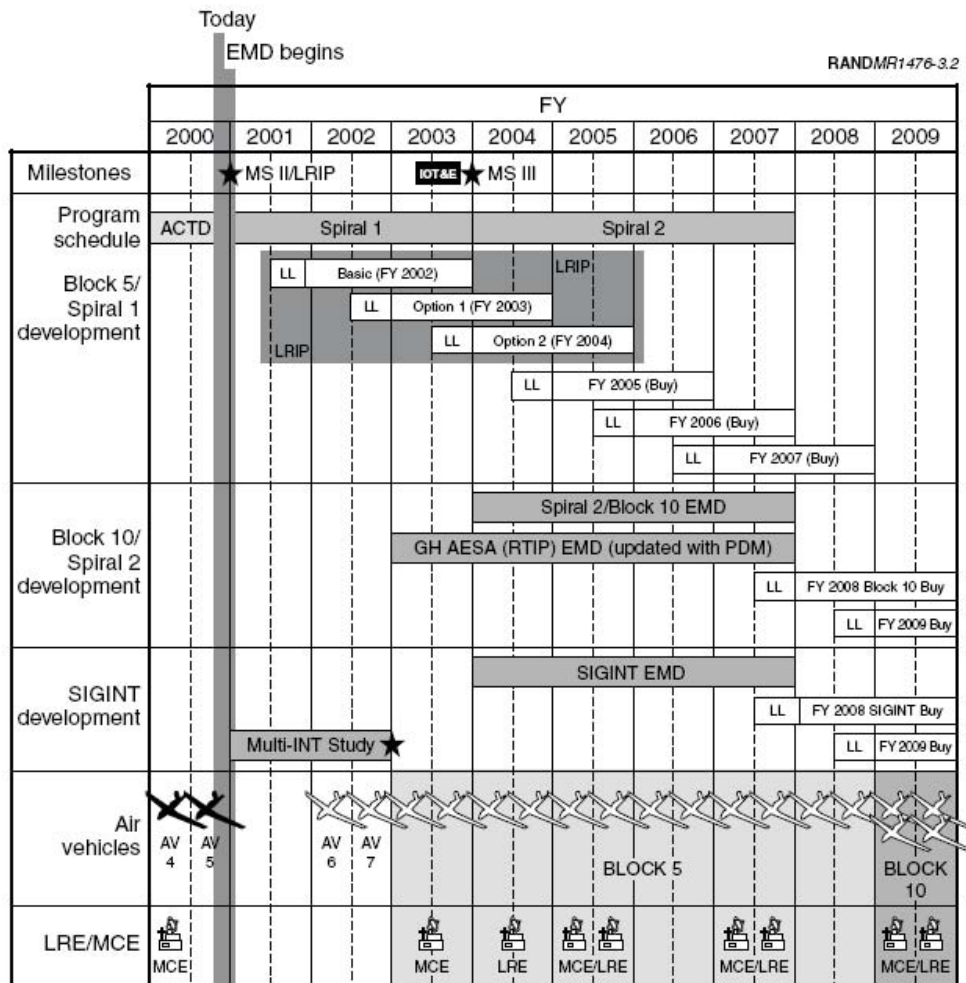 Today
EMD begins
RANDMR1476-3.2
FY
2000 2001 2002 2003 2004 2005 2006 2007 2008 2009
Milestones
MS II/LRIP
IOT&E
MS III
Program
schedule
ACTD
Spiral 1
Spiral 2
Block 5/
Spiral 1
development
LRIP
LL
Basic (FY 2002)
LL
Option 1 (FY 2003)
LL
Option 2 (FY 2004)
LRIP
LL
FY 2005 (Buy)
LL
FY 2006 (Buy)
LL
FY 2007 (Buy)
Block 10/
Spiral 2
development
Spiral 2/Block 10 EMD
GH AESA (RTIP) EMD (updated with PDM)
LL
FY 2008 Block 10 Buy
LL
FY 2009 Buy
SIGINT
development
SIGINT EMD
LL
FY 2008 SIGINT Buy
Multi-INT Study
LL
FY 2009 Buy
Air
vehicles
AV
4
AV
5
AV
6
AV
7
BLOCK 5
BLOCK
10
LRE/MCE
MCE
MCE
LRE
MCE/LRE
MCE/LRE
MCE/LRE